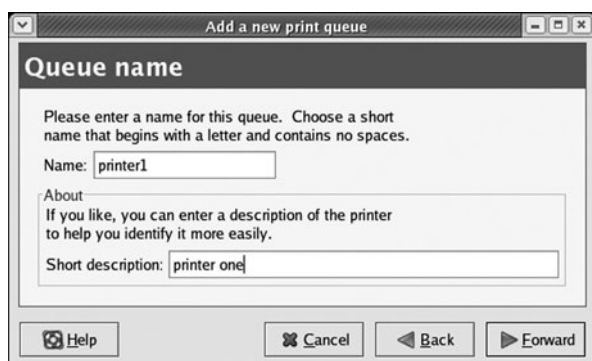 Add a new print queue
Queue name
Please enter a name for this queue. Choose a short
name that begins with a letter and contains no spaces.
Name: printer1
About
If you like, you can enter a description of the printer
to help you identify it more easily.
Short description: printer one
Help Cancel Back Forward